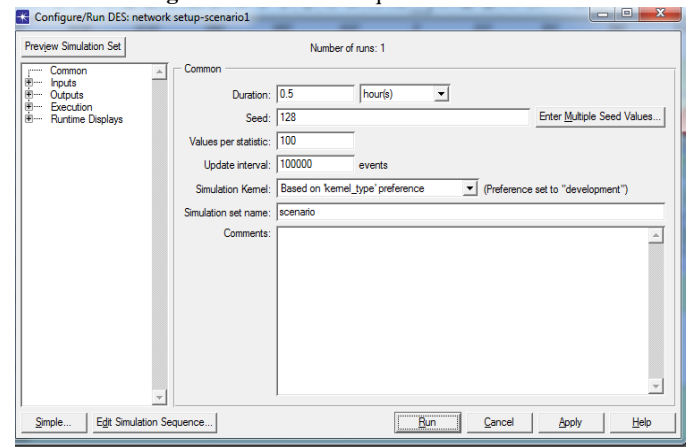 Configure/Run DES: network setup-scenario1
Preview Simulation Set
Number of runs: 1
Common
Inputs
Outputs
Execution
Runtime Displays
Common
Duration: 0.5 hour(s)
Seed: 128 Enter Multiple Seed Values...
Values per statistic: 100
Update interval: 100000 events
Simulation Kernel: Based on 'kernel_type' preference (Preference set to "development")
Simulation set name: scenario
Comments:
Simple... Edit Simulation Sequence... Run Cancel Apply Help